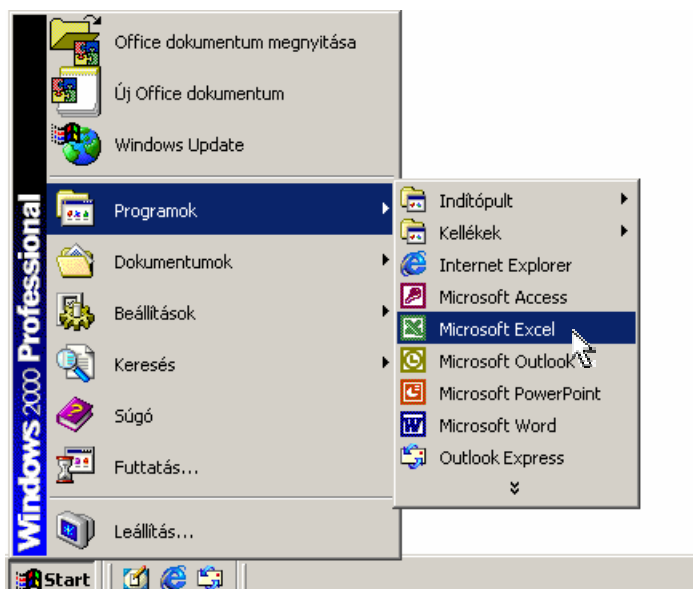 Office dokumentum megnyitása
Új Office dokumentum
Windows Update
Programok
Dokumentumok
Beállítások
Keresés
Súgó
Futtatás...
Leállítás...
Windows 2000 Professional
Indítópult
Kellékek
Internet Explorer
Microsoft Access
Microsoft Excel
Microsoft Outlook
Microsoft PowerPoint
Microsoft Word
Outlook Express
Start